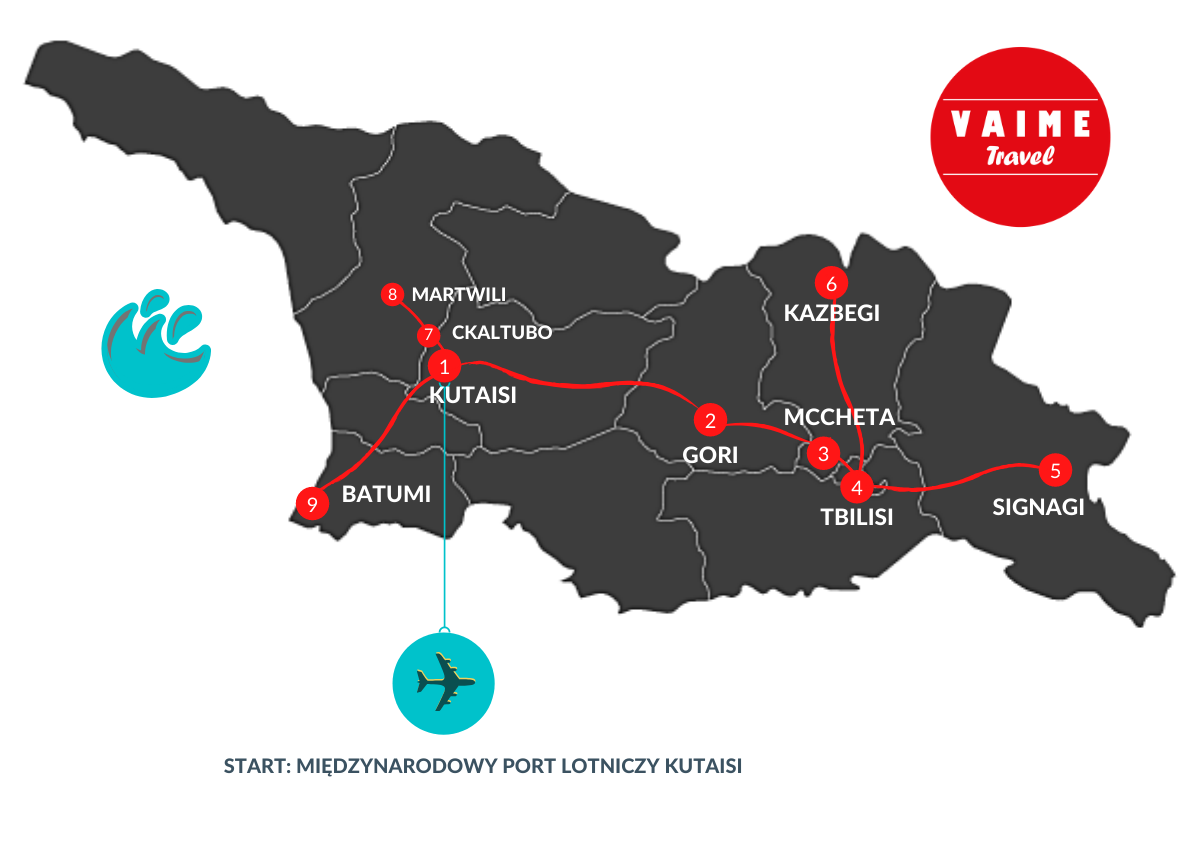 VAIME
Travel
6
KAZBEGI
8 MARTWILI
7 CKALTUBO
1
KUTAISI
2
GORI
MCCHETA
3
4
TBILISI
5
SIGNAGI
9 BATUMI
START: MIĘDZYNARODOWY PORT LOTNICZY KUTAISI